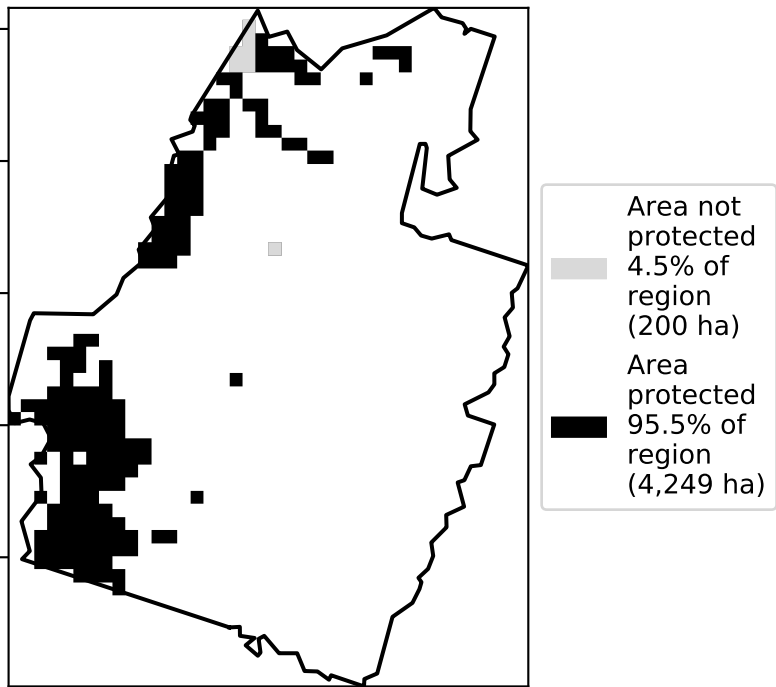 Area not
protected
4.5% of
region
(200 ha)
Area
protected
95.5% of
region
(4,249 ha)